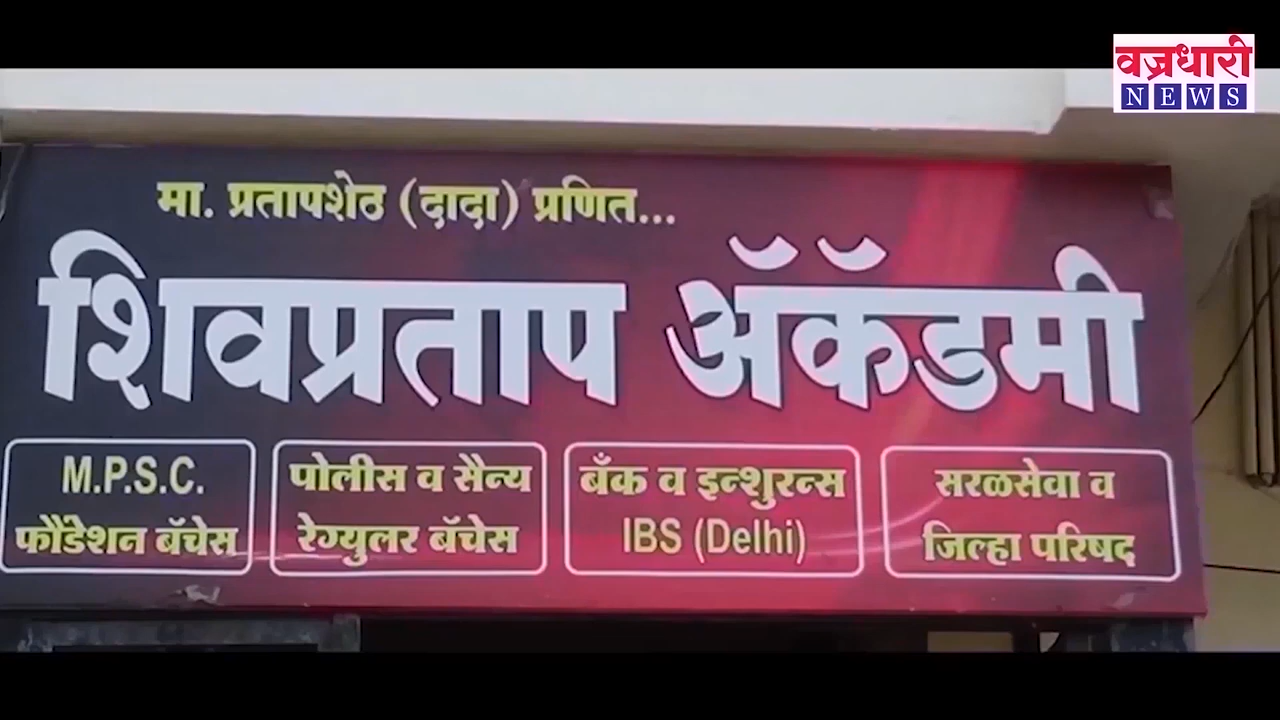 वज्रधारी
NEWS
मा. प्रतापशेठ (दादा) प्रणित...
शिवप्रताप ॲकॅडमी
M.P.S.C.
फौंडेशन बॅचेस
पोलीस व सैन्य
रेग्युलर बॅचेस
बँक व इन्शुरन्स
IBS (Delhi)
सरळसेवा व
जिल्हा परिषद